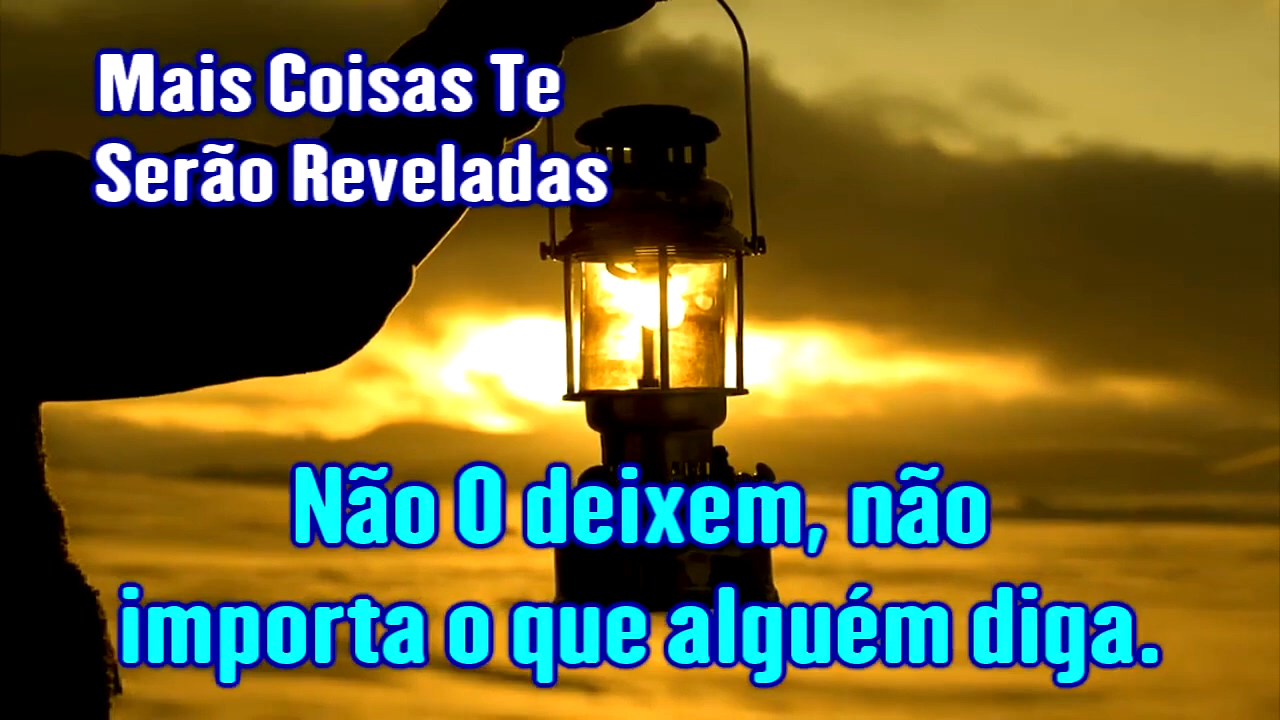 Mais Coisas Te
Serão Reveladas
Não O deixem, não
importa o que alguém diga.